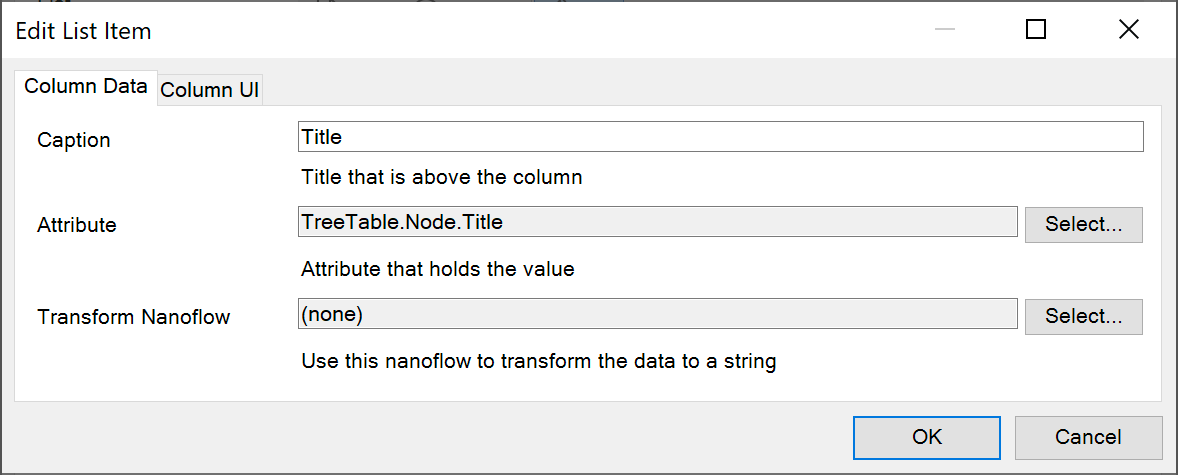 Edit List Item
Column Data Column UI
Caption Title
Title that is above the column
Attribute TreeTable.Node.Title Select...
Attribute that holds the value
Transform Nanoflow (none) Select...
Use this nanoflow to transform the data to a string
OK Cancel